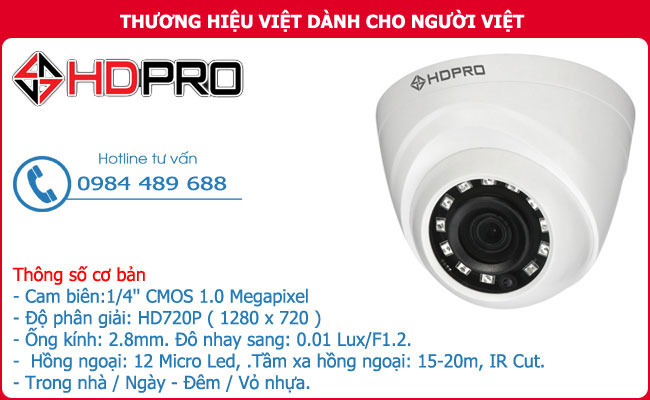 THƯƠNG HIỆU VIỆT DÀNH CHO NGƯỜI VIỆT
HDPRO
HDPRO
Hotline tư vấn
0984 489 688
Thông số cơ bản
- Cam biên:1/4" CMOS 1.0 Megapixel
- Độ phân giải: HD720P ( 1280 x 720 )
- Ống kính: 2.8mm. Đô nhay sang: 0.01 Lux/F1.2.
- Hồng ngoại: 12 Micro Led, .Tầm xa hồng ngoại: 15-20m, IR Cut.
- Trong nhà / Ngày - Đêm / Vỏ nhựa.